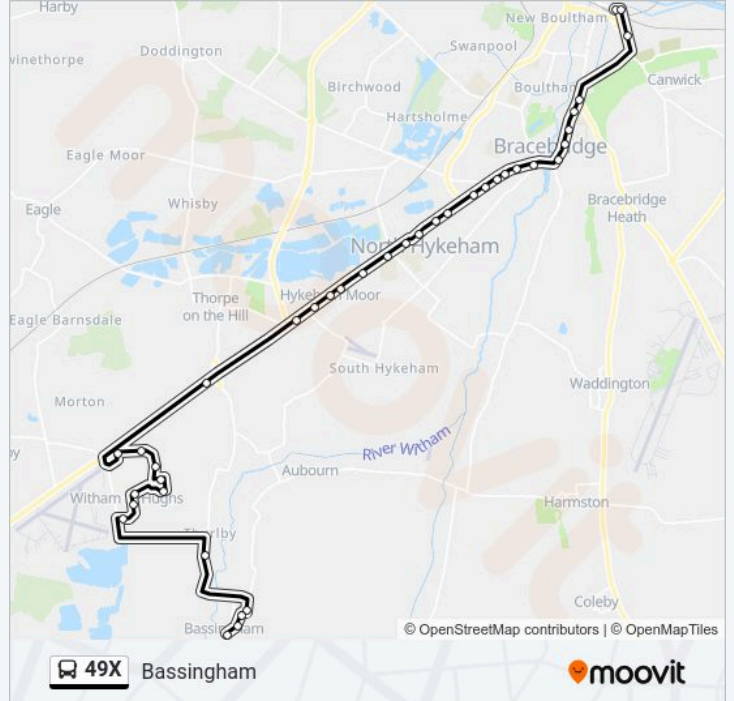 Harby
New Boultham
Doddington
Swanpool
winethorpe
Canwick
Birchwood
Boultham
Hartsholme
Eagle Moor
Bracebridge
Eagle
Whisby
Bracebridge
Heath
North Hykeham
Thorpe
on the Hill
Hykeham Moor
Eagle Barnsdale
South Hykeham
Waddington
Morton
River Witham
Aubourn
Witham Hughs
Harmston
Thurlby
Coleby
Bassingham
© OpenStreetMap contributors | © OpenMapTiles
49X Bassingham
moovit